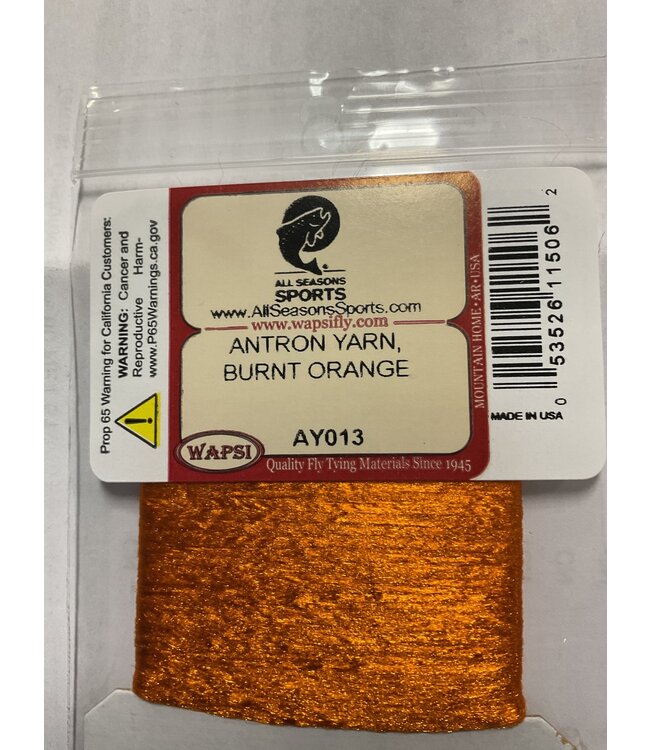 Prop 65 Warning for California Customers:
WARNING: Cancer and
Reproductive Harm-
www.P65Warnings.ca.gov
ALL SEASONS
SPORTS
www.AllSeasonsSports.com
www.wapsifly.com
ANTRON YARN,
BURNT ORANGE
AY013
WAPSI
Quality Fly Tying Materials Since 1945
MOUNTAIN HOME·AR·USA
0 53526 11506 2
MADE IN USA